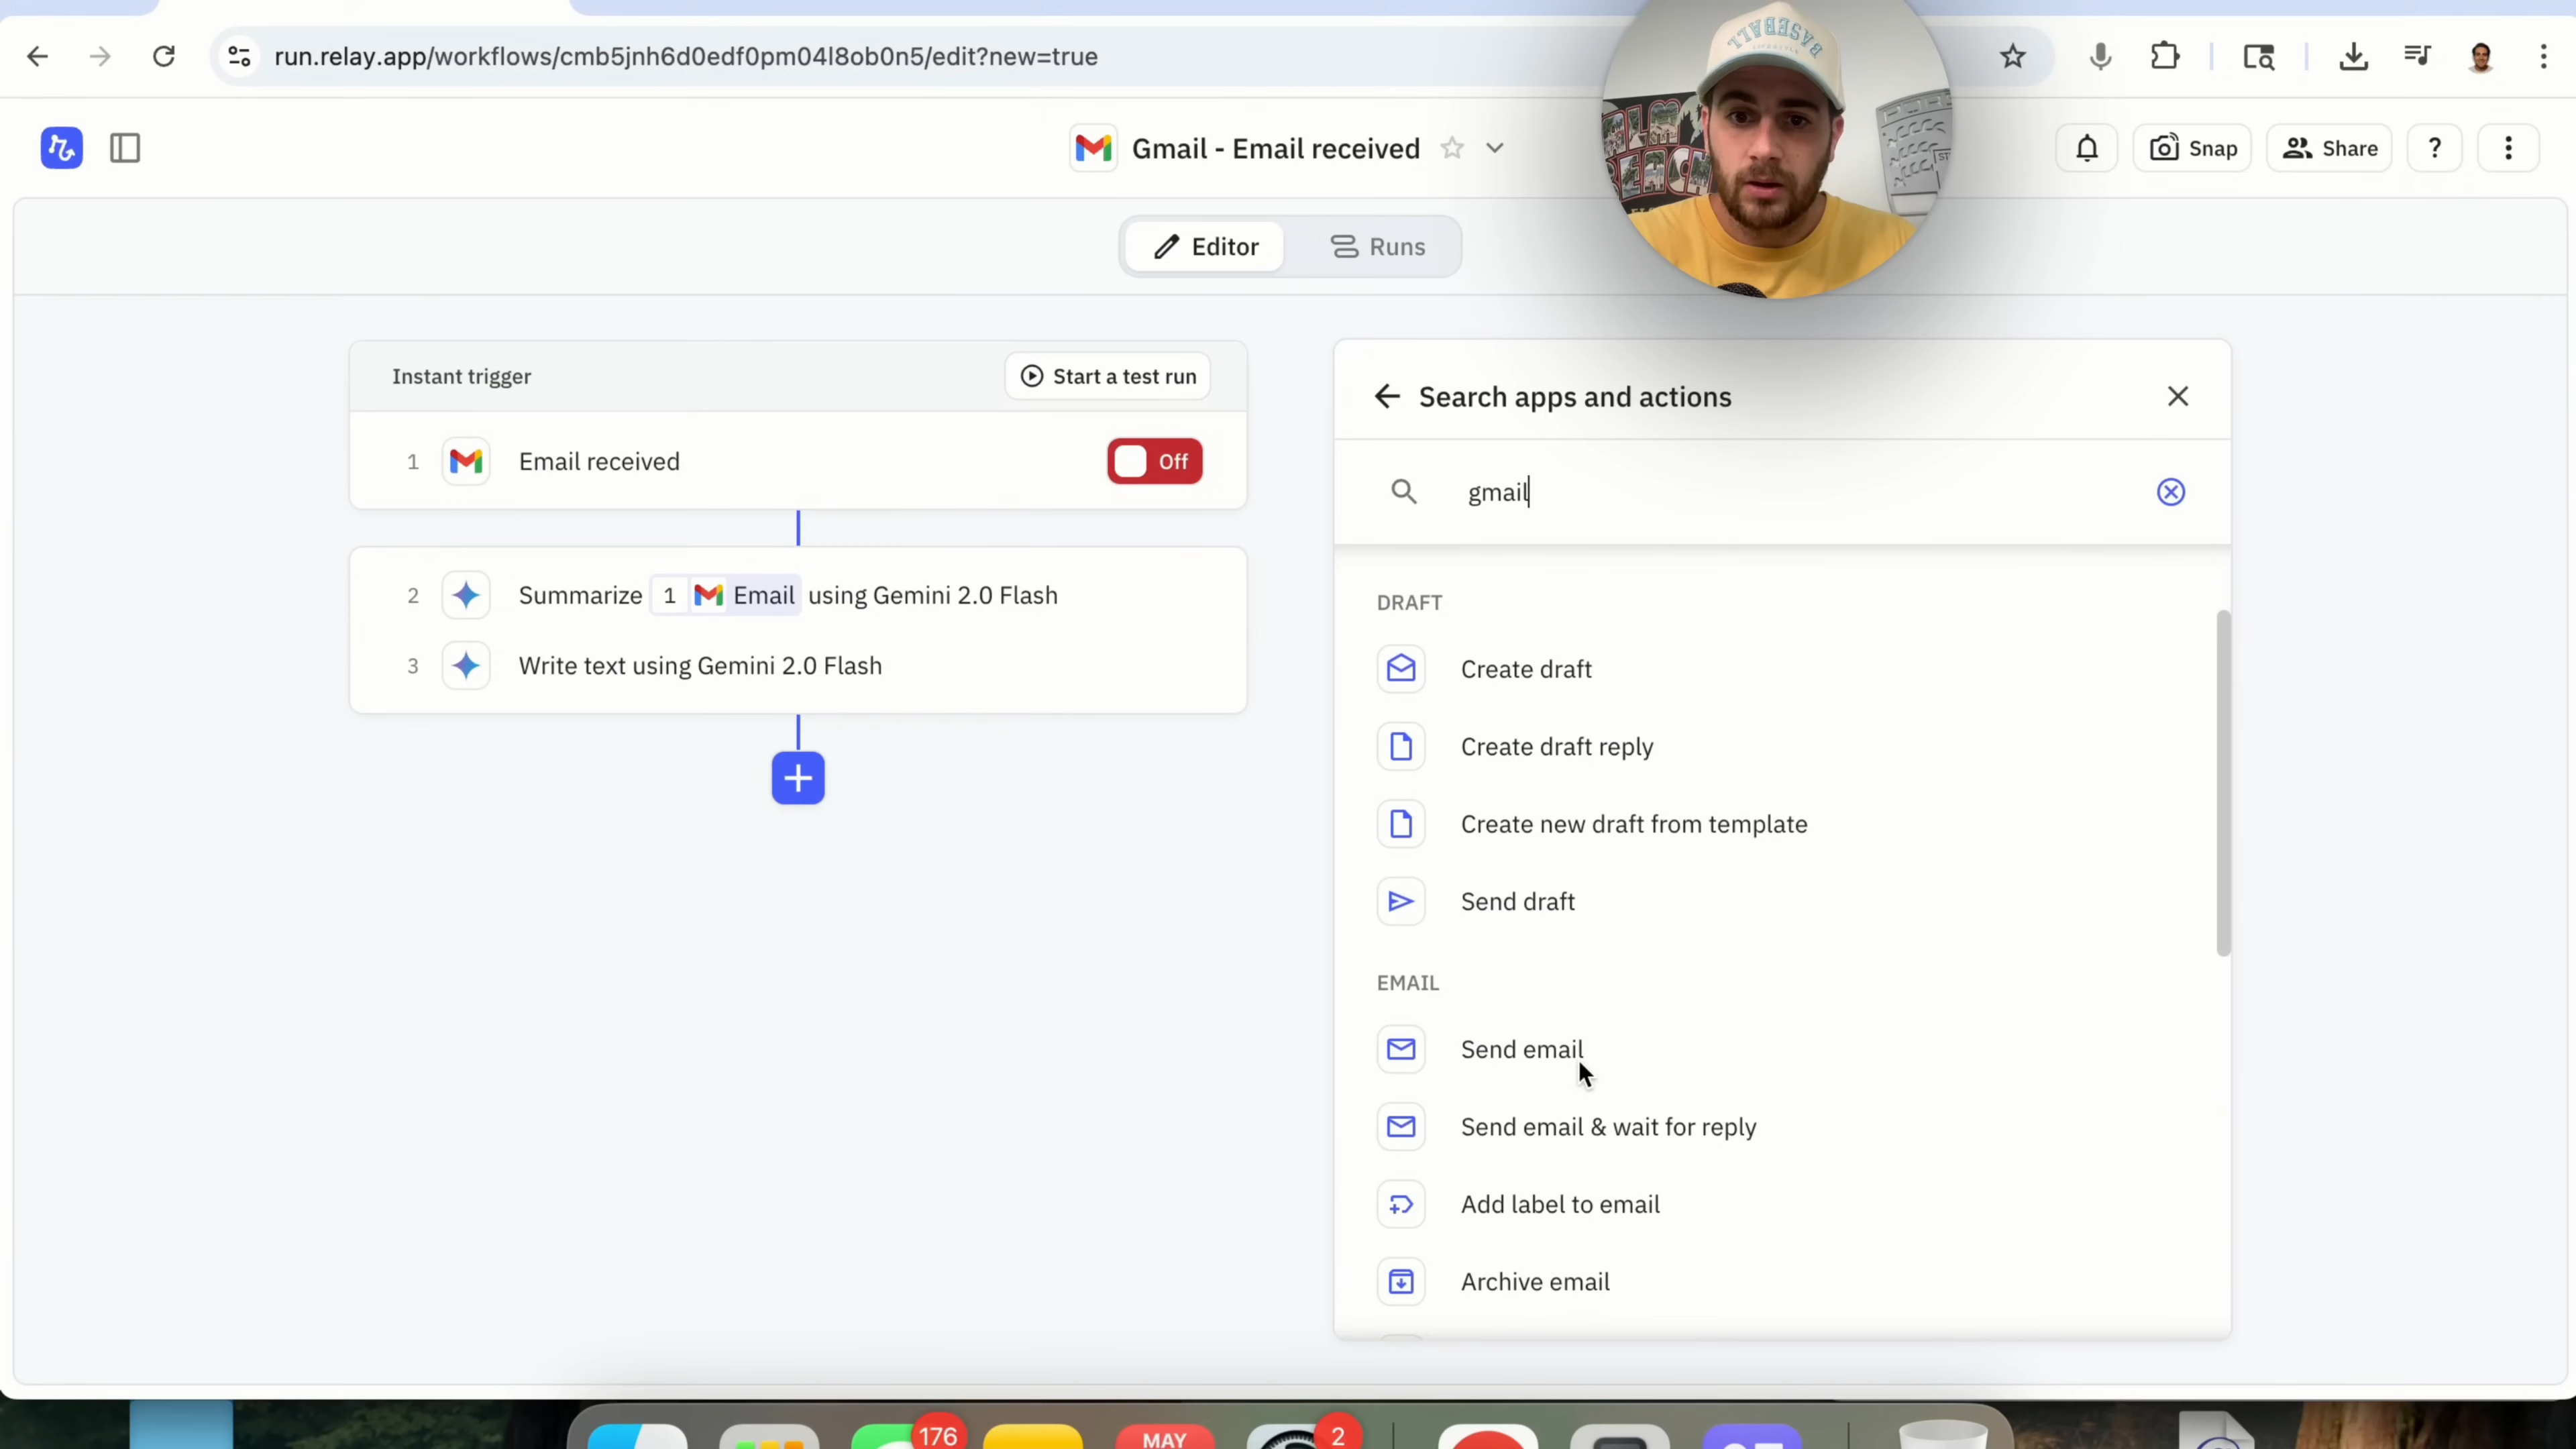 run.relay.app/workflows/cmb5jnh6d0edf0pm04l8ob0n5/edit?new=true
Gmail - Email received
Snap
Share
?
BASEBALL
Editor
Runs
Instant trigger
Start a test run
1 Email received
Off
2 Summarize 1 Email using Gemini 2.0 Flash
3 Write text using Gemini 2.0 Flash
Search apps and actions
gmail
DRAFT
Create draft
Create draft reply
Create new draft from template
Send draft
EMAIL
Send email
Send email & wait for reply
Add label to email
Archive email
176
MAY
2